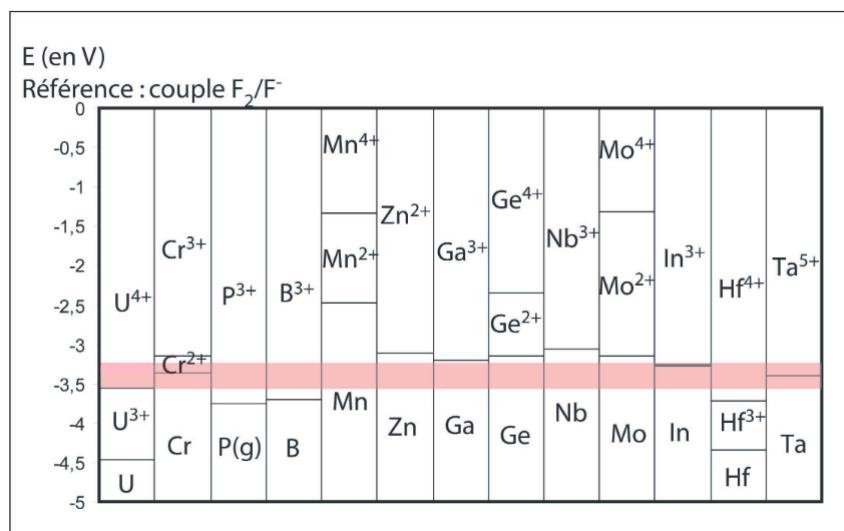 E (en V)
Référence : couple F₂/F⁻
0
-0,5
-1
-1,5
-2
-2,5
-3
-3,5
-4
-4,5
-5
U⁴⁺
U³⁺
U
Cr³⁺
Cr²⁺
Cr
P³⁺
P(g)
B³⁺
B
Mn⁴⁺
Mn²⁺
Mn
Zn²⁺
Zn
Ga³⁺
Ga
Ge⁴⁺
Ge²⁺
Ge
Nb³⁺
Nb
Mo⁴⁺
Mo²⁺
Mo
In³⁺
In
Hf⁴⁺
Hf³⁺
Hf
Ta⁵⁺
Ta